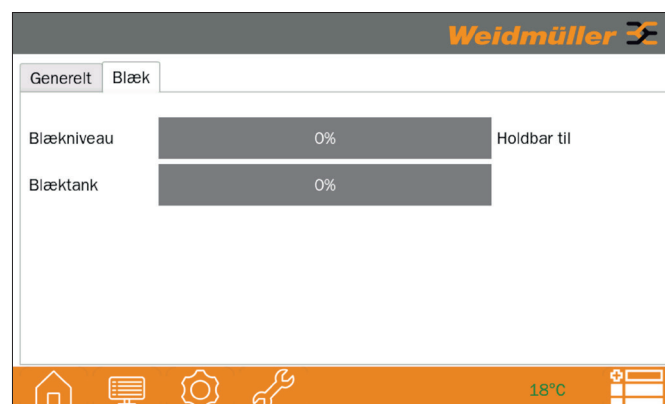 Weidmüller
Generelt Blæk
Blækniveau 0% Holdbar til
Blæktank 0%
18°C